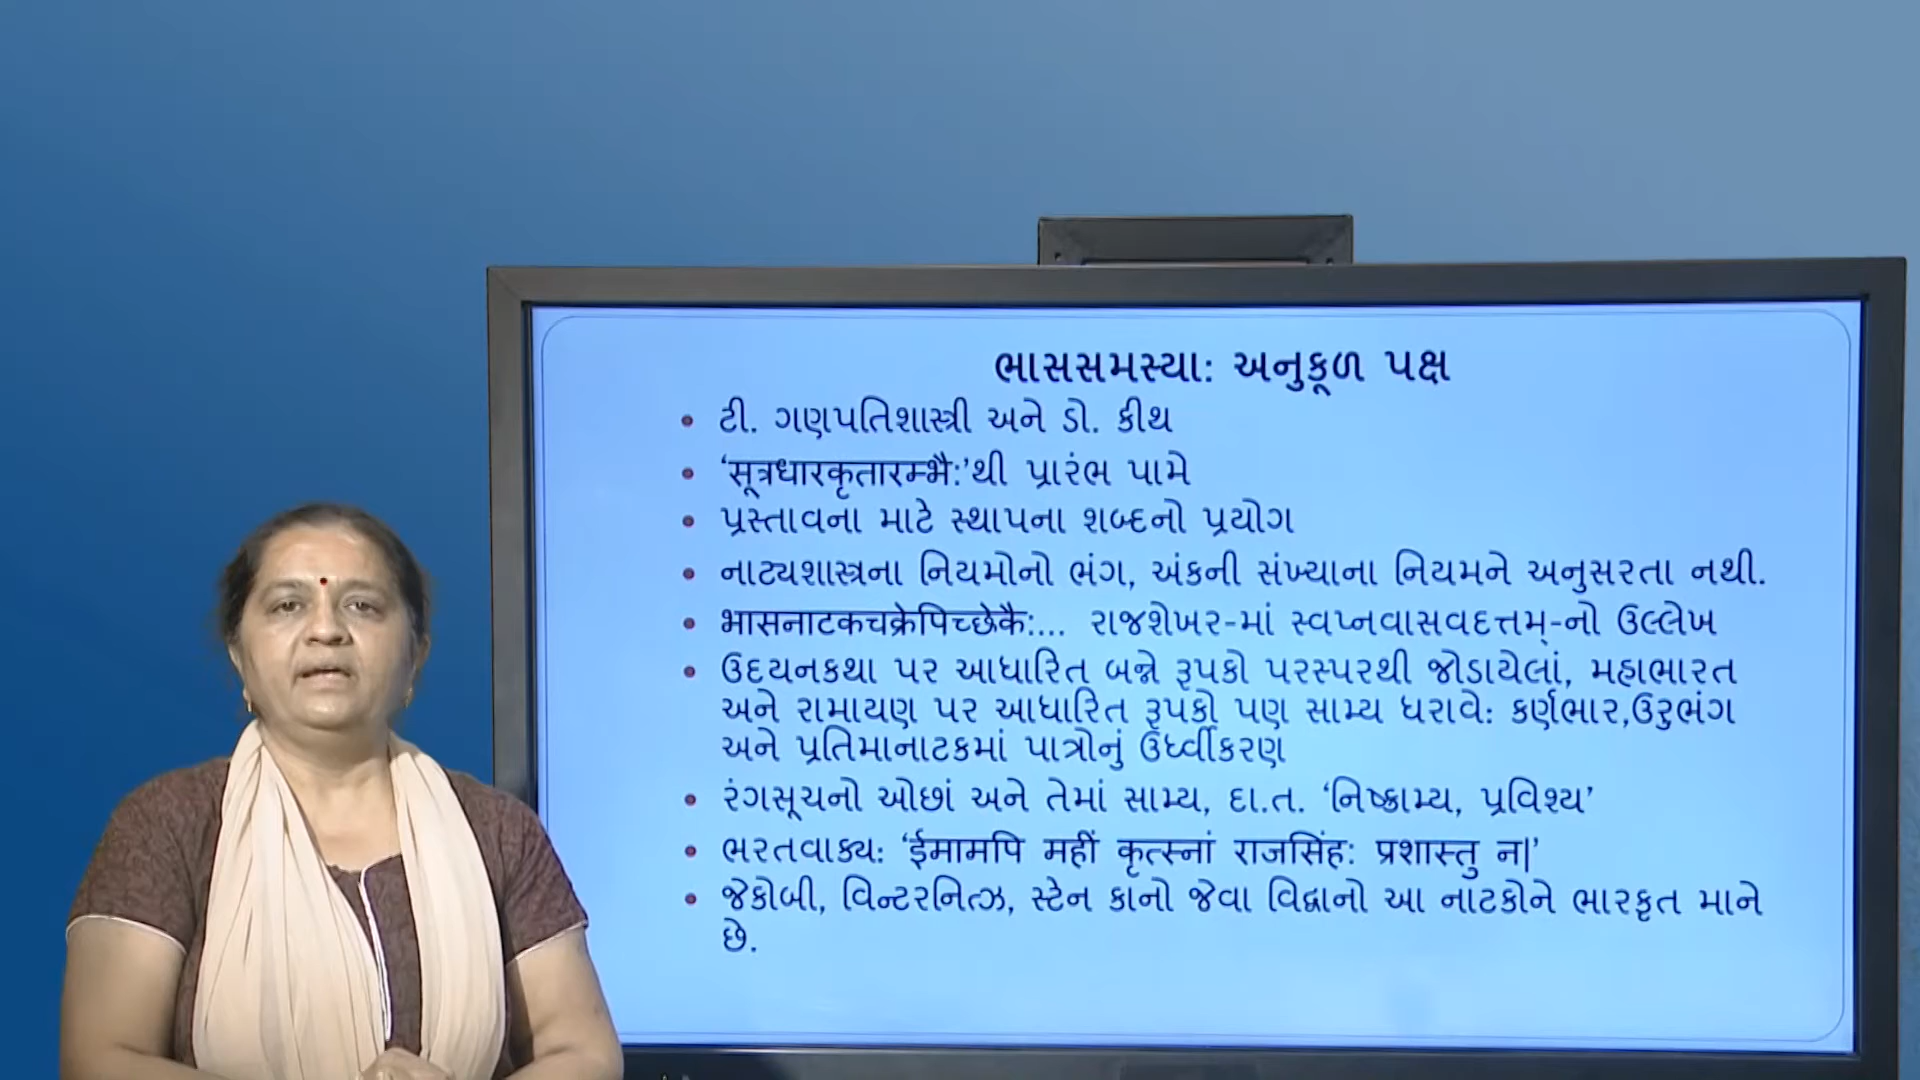 ભાસસમસ્યા: અનુકૂળ પક્ષ
• ટી. ગણપતિશાસ્ત્રી અને ડો. કીથ
• ‘सूत्रधारकृतारम्भै:’થી પ્રારંભ પામે
• પ્રસ્તાવના માટે સ્થાપના શબ્દનો પ્રયોગ
• નાટ્યશાસ્ત્રના નિયમોનો ભંગ, અંકની સંખ્યાના નિયમને અનુસરતા નથી.
• भासनाटकचक्रेपिच्छेकै:... રાજશેખર-માં સ્વપ્નવાસવદત્તમ્-નો ઉલ્લેખ
• ઉદયનકથા પર આધારિત બન્ને રૂપકો પરસ્પરથી જોડાયેલાં, મહાભારત
અને રામાયણ પર આધારિત રૂપકો પણ સામ્ય ધરાવે: કર્ણભાર,ઉરુભંગ
અને પ્રતિમાનાટકમાં પાત્રોનું ઉર્ધ્વીકરણ
• રંગસૂચનો ઓછાં અને તેમાં સામ્ય, દા.ત. ‘નિષ્ક્રામ્ય, પ્રવિશ્ય’
• ભરતવાક્ય: ‘ईमामपि महीं कृत्स्नां राजसिंह: प्रशास्तु न|’
• જેકોબી, વિન્ટરનિત્ઝ, સ્ટેન કાનો જેવા વિદ્વાનો આ નાટકોને ભારકૃત માને
છે.